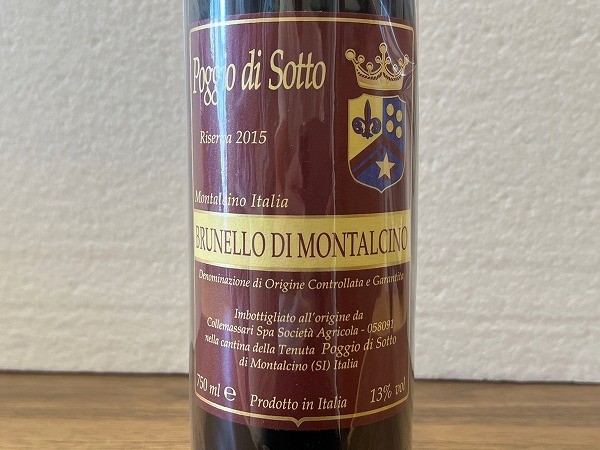 Poggio di Sotto
Riserva 2015
Montalcino Italia
BRUNELLO DI MONTALCINO
Denominazione di Origine Controllata e Garantita
Imbottigliato all'origine da
Collemassari Spa Società Agricola - 058091
nella cantina della Tenuta Poggio di Sotto
di Montalcino (SI) Italia
750 ml e Prodotto in Italia 13% vol